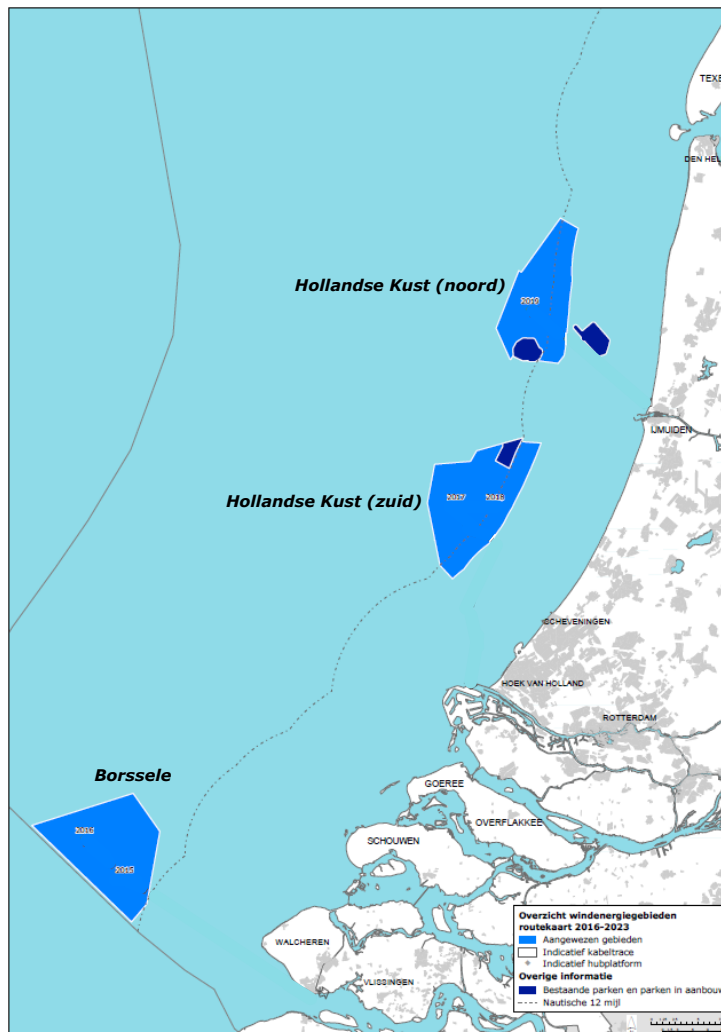 TEXE
DEN HEL
Hollandse Kust (noord)
2019
IJMUIDEN
Hollandse Kust (zuid)
2017
2018
SCHEVENINGEN
HOEK VAN HOLLAND
ROTTERDAM
Borssele
GOEREE
2016
OVERFLAKKEE
SCHOUWEN
2015
WALCHEREN
VLISSINGEN
Overzicht windenergiegebieden
routekaart 2016-2023
Aangewezen gebieden
Indicatief kabeltrace
Indicatief hubplatform
Overige informatie
Bestaande parken en parken in aanbouw
Nautische 12 mijl